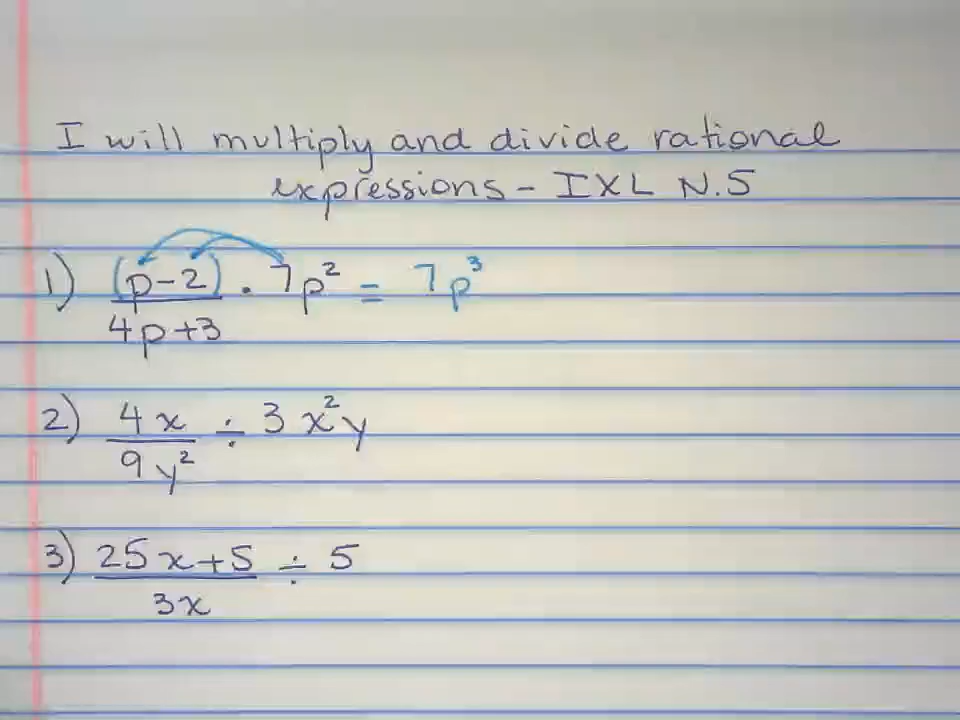 I will multiply and divide rational
expressions - IXL N.5
1) (p-2) . 7p² = 7p³
4p+3
2) 4x ÷ 3x²y
9y²
3) 25x+5 ÷ 5
3x